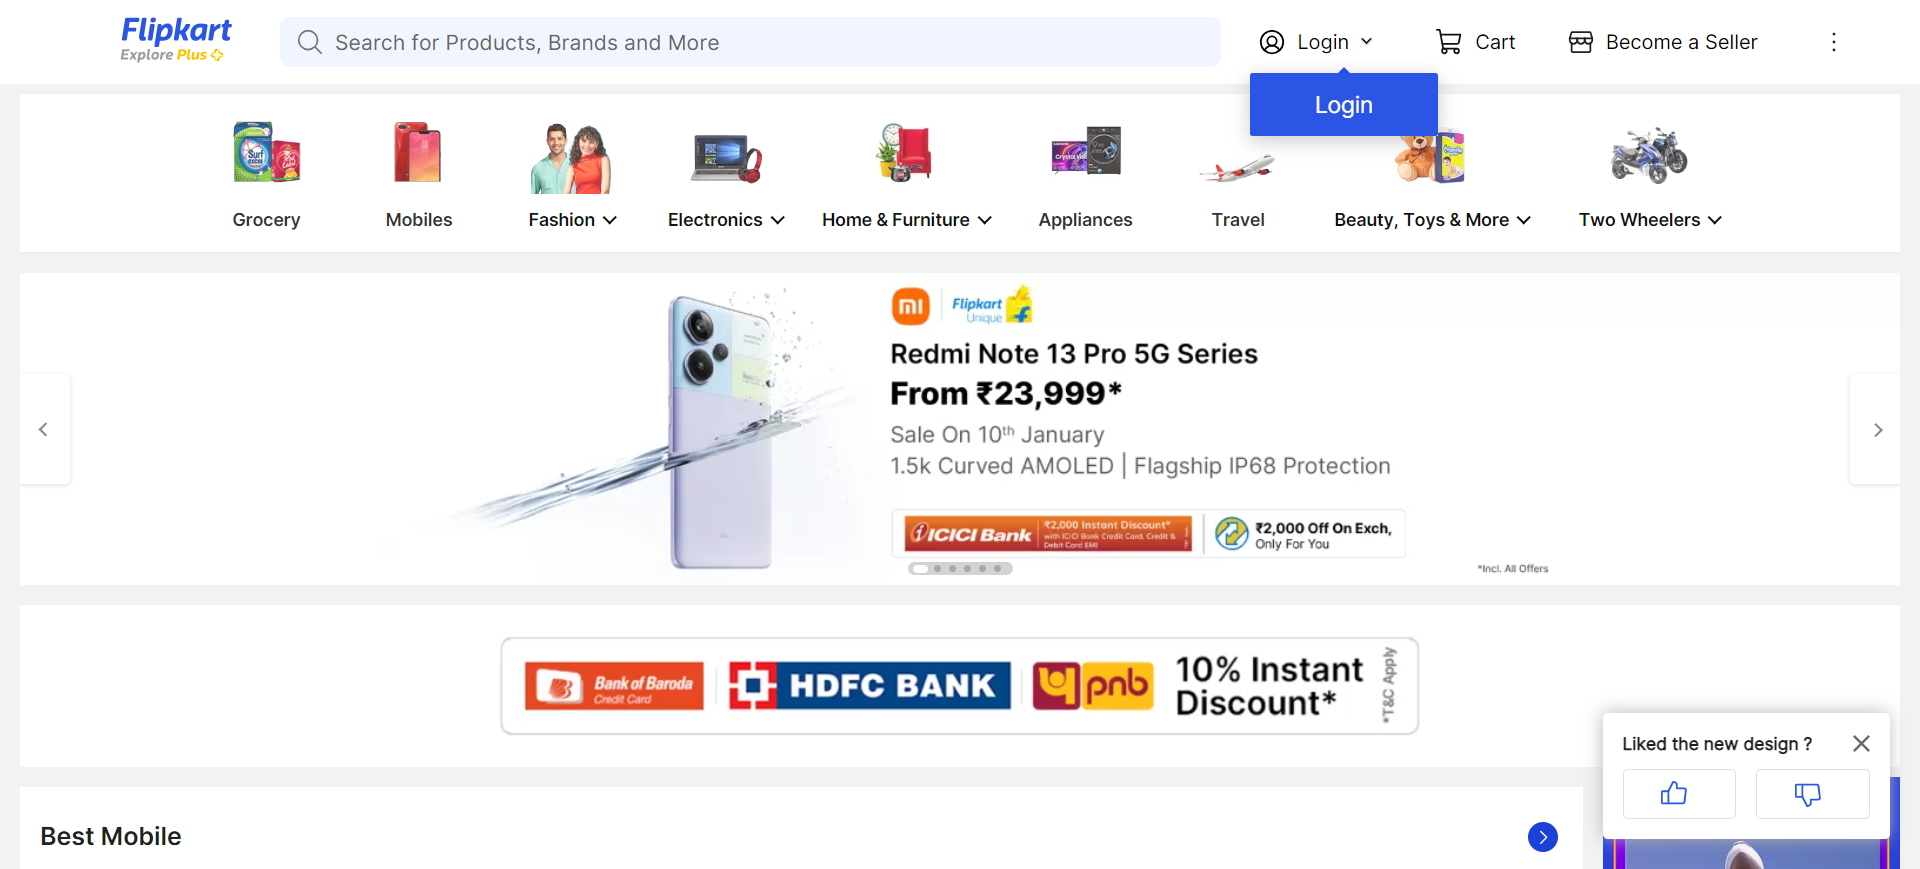 Flipkart
Explore Plus
Search for Products, Brands and More
Login
Cart
Become a Seller
Login
Grocery
Mobiles
Fashion
Electronics
Home & Furniture
Appliances
Travel
Beauty, Toys & More
Two Wheelers
Flipkart
Unique
Redmi Note 13 Pro 5G Series
From ₹23,999*
Sale On 10th January
1.5k Curved AMOLED | Flagship IP68 Protection
ICICI Bank
₹2,000 Instant Discount*
with ICICI Bank Credit Card, Credit &
Debit Card EMI
₹2,000 Off On Exch,
Only For You
*Incl. All Offers
Bank of Baroda
Credit Card
HDFC BANK
pnb
10% Instant
Discount*
*T&C Apply
Liked the new design ?
Best Mobile